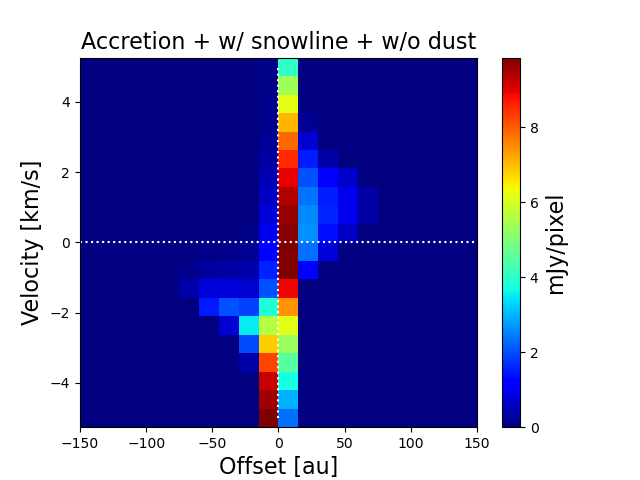 Accretion + w/ snowline + w/o dust
4
2
0
−2
−4
Velocity [km/s]
−150 −100 −50 0 50 100 150
Offset [au]
8
6
4
2
0
mJy/pixel